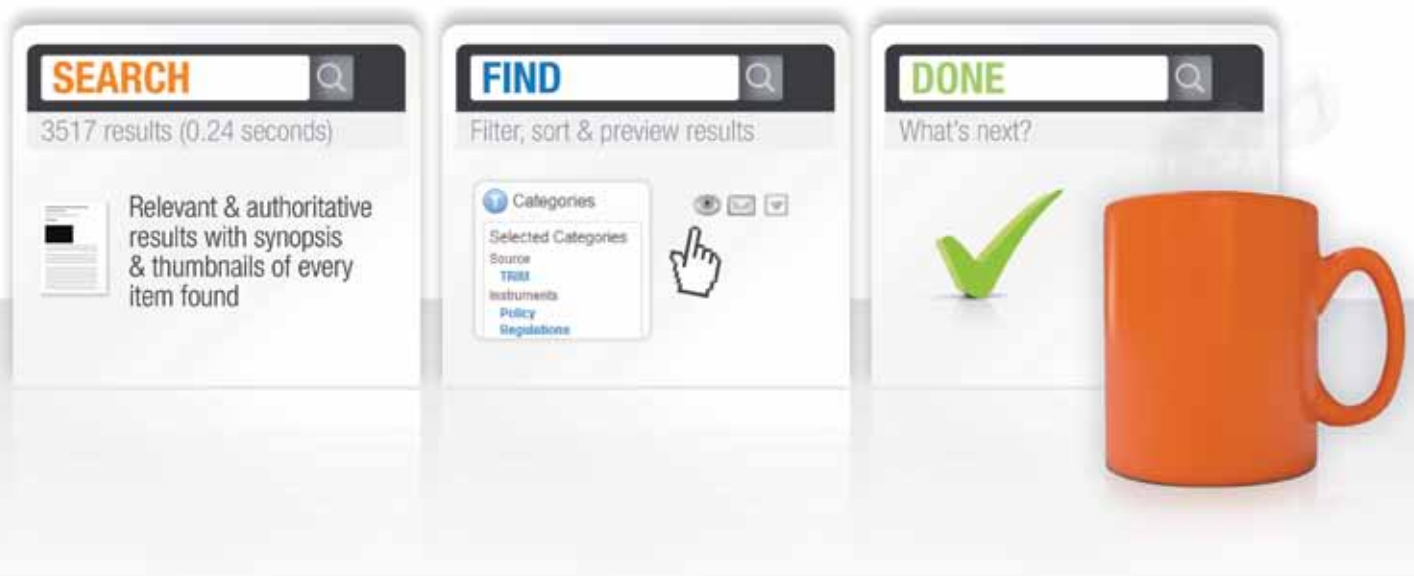 SEARCH
3517 results (0.24 seconds)
Relevant & authoritative
results with synopsis
& thumbnails of every
item found
FIND
Filter, sort & preview results
Categories
Selected Categories
Source
TRIM
Instruments
Policy
Regulations
DONE
What's next?